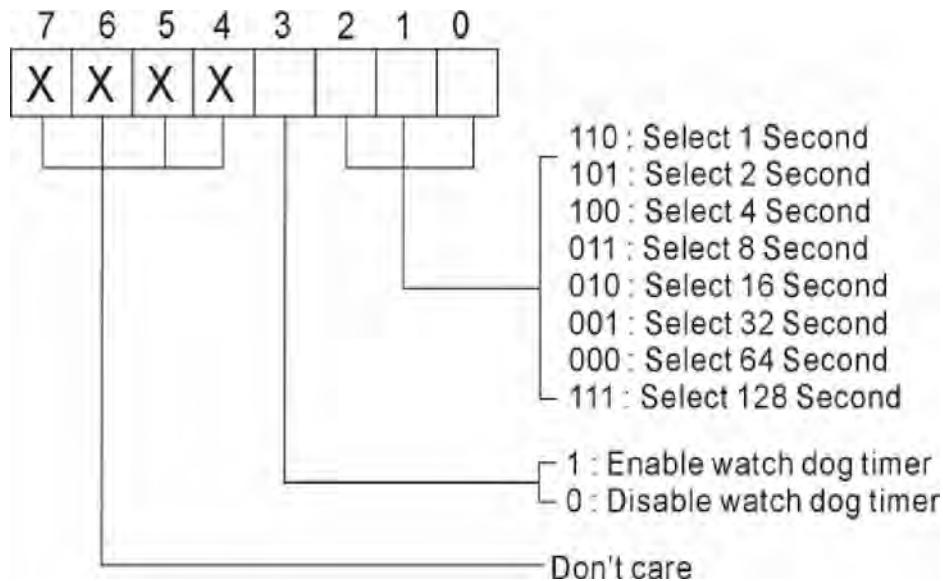 7 6 5 4 3 2 1 0
X X X X
110 : Select 1 Second
101 : Select 2 Second
100 : Select 4 Second
011 : Select 8 Second
010 : Select 16 Second
001 : Select 32 Second
000 : Select 64 Second
111 : Select 128 Second
1 : Enable watch dog timer
0 : Disable watch dog timer
Don't care